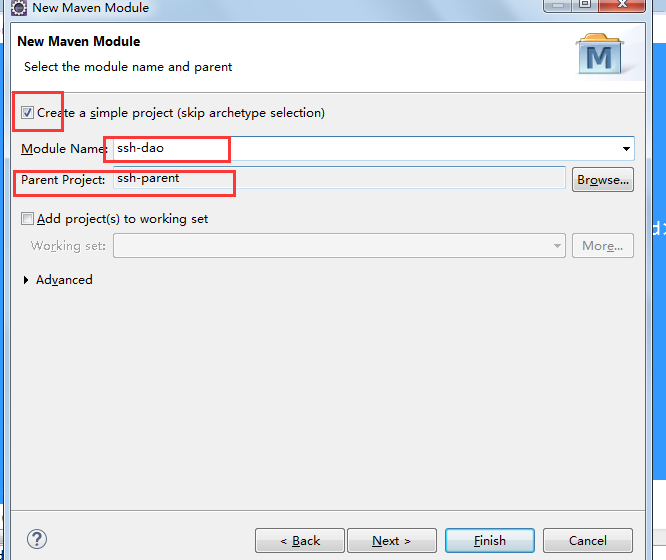 New Maven Module
New Maven Module
Select the module name and parent
M
Create a simple project (skip archetype selection)
Module Name: ssh-dao
Parent Project: ssh-parent Browse...
Add project(s) to working set
Working set: More...
Advanced
? < Back Next > Finish Cancel